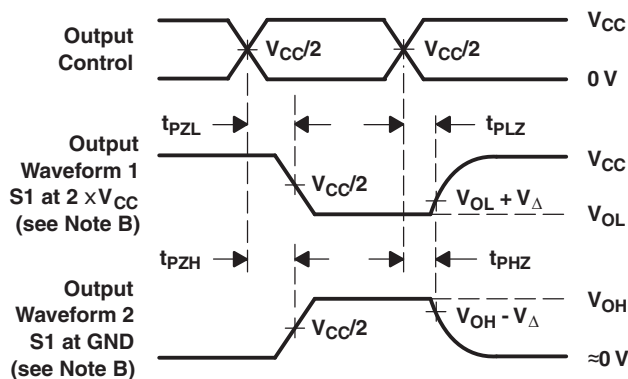 Output
Control
V_CC/2
V_CC/2
V_CC
0 V
t_PZL
t_PLZ
Output
Waveform 1
S1 at 2 × V_CC
(see Note B)
V_CC/2
V_CC
V_OL + V_Δ
V_OL
t_PZH
t_PHZ
Output
Waveform 2
S1 at GND
(see Note B)
V_CC/2
V_OH
V_OH - V_Δ
≈0 V